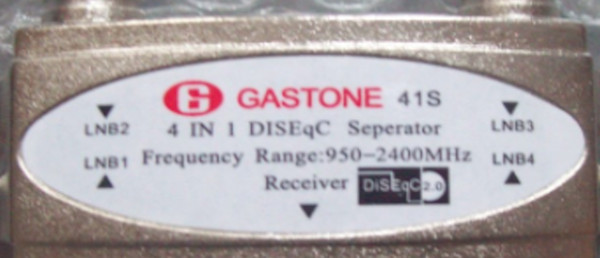 G GASTONE 41S
LNB2 4 IN 1 DISEqC Seperator LNB3
LNB1 Frequency Range:950-2400MHz LNB4
Receiver DiSEqC 2.0